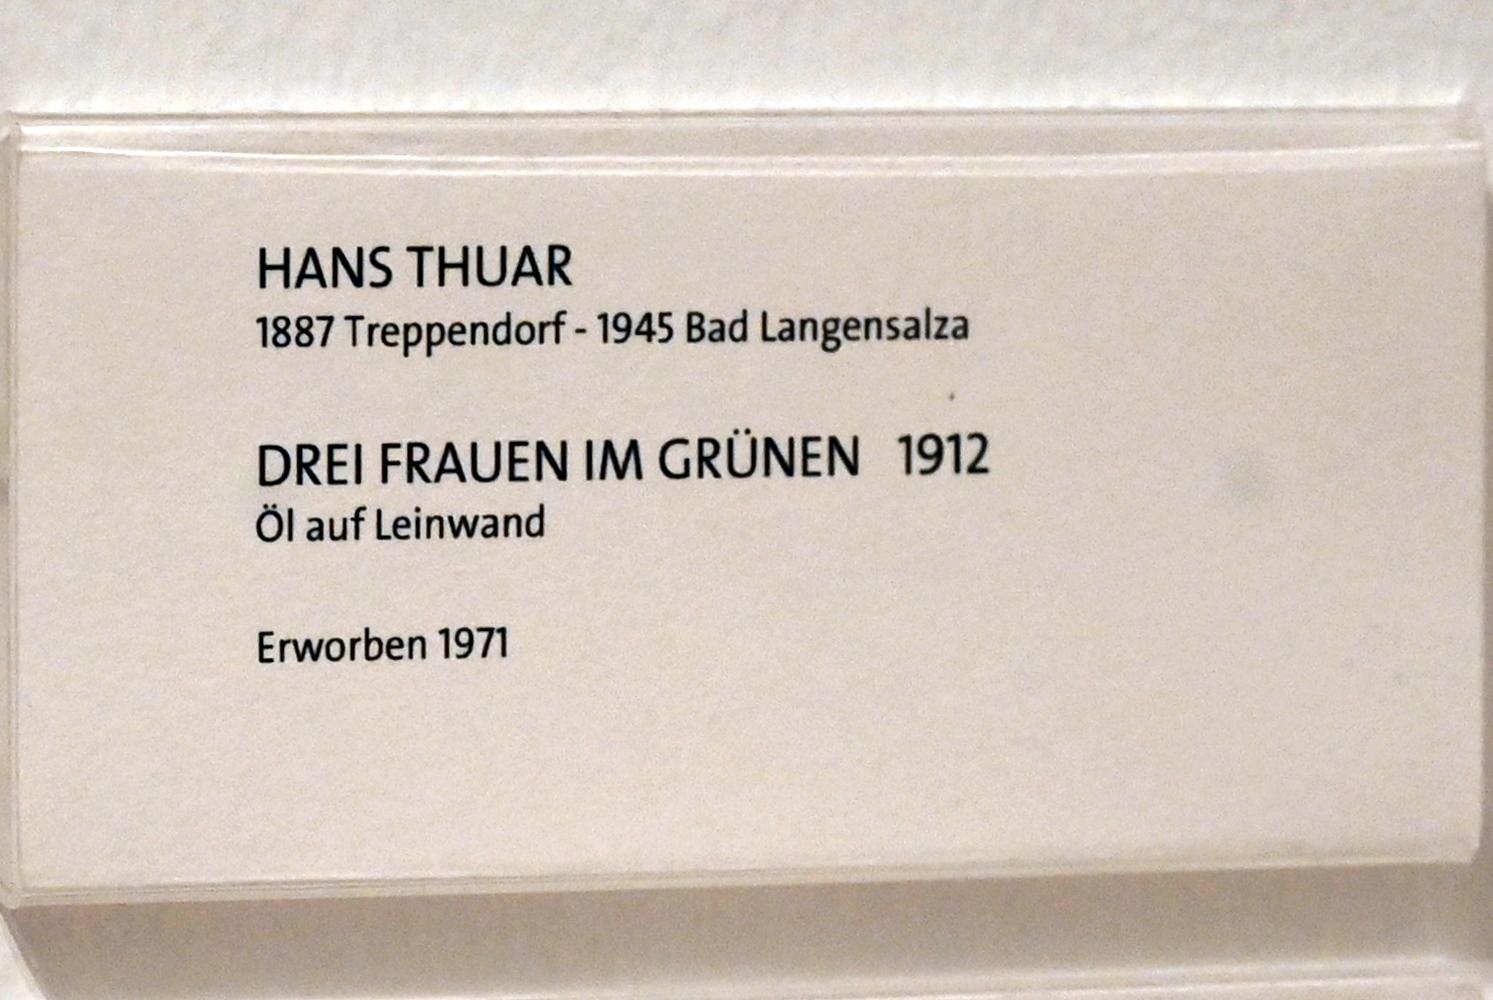 HANS THUAR
1887 Treppendorf - 1945 Bad Langensalza
DREI FRAUEN IM GRÜNEN 1912
Öl auf Leinwand
Erworben 1971